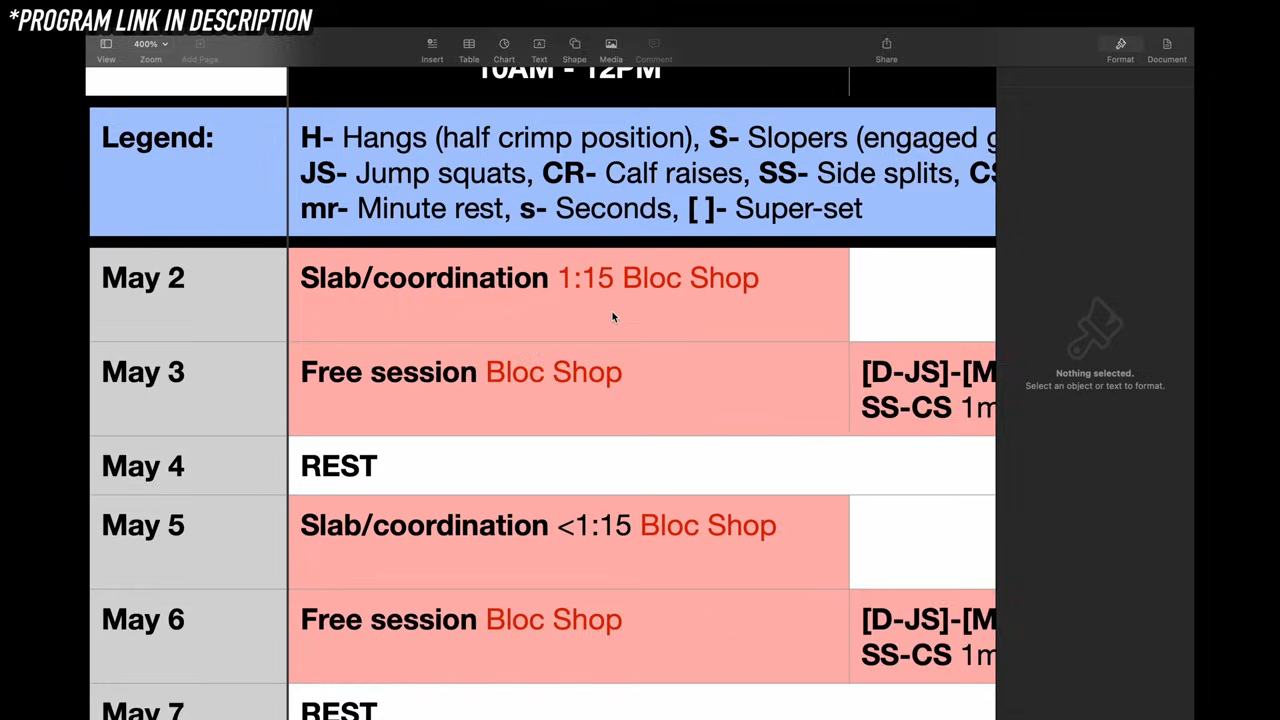 *PROGRAM LINK IN DESCRIPTION
400%
View Zoom Add Page Insert Table Chart Text Shape Media Comment Share Format Document
10AM - 12PM
Legend:
H- Hangs (half crimp position), S- Slopers (engaged g
JS- Jump squats, CR- Calf raises, SS- Side splits, CS
mr- Minute rest, s- Seconds, [ ]- Super-set
May 2 Slab/coordination 1:15 Bloc Shop
May 3 Free session Bloc Shop [D-JS]-[M
SS-CS 1m
May 4 REST
May 5 Slab/coordination <1:15 Bloc Shop
May 6 Free session Bloc Shop [D-JS]-[M
SS-CS 1m
May 7 REST
Nothing selected.
Select an object or text to format.